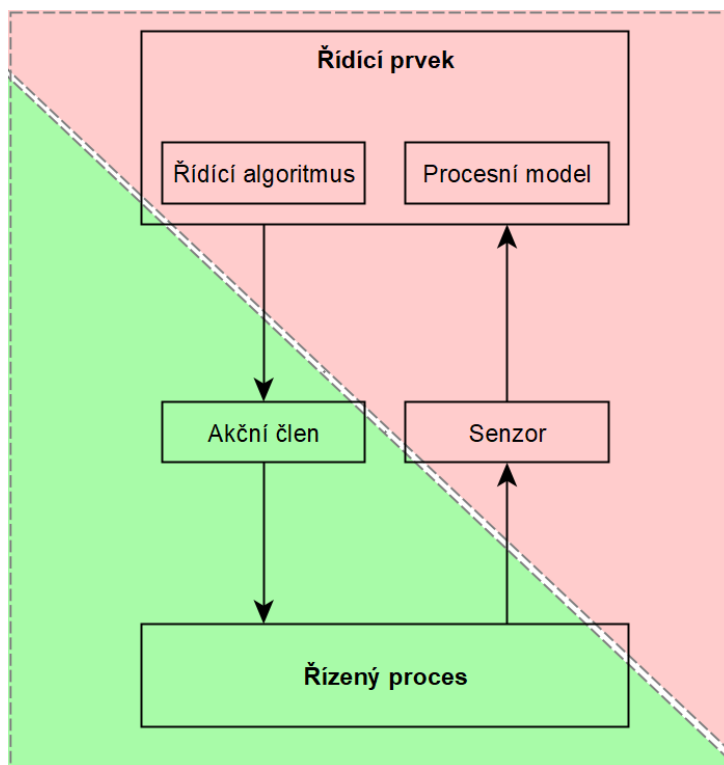 Řídící prvek
Řídící algoritmus
Procesní model
Akční člen
Senzor
Řízený proces